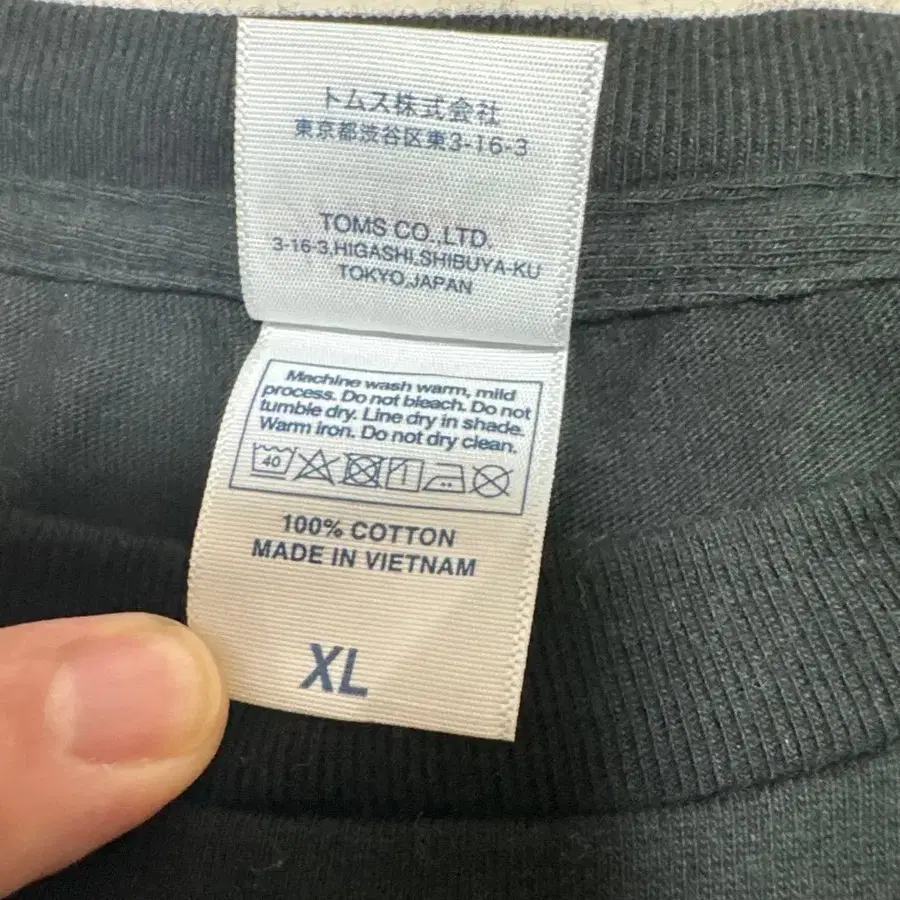 トムス株式会社
東京都渋谷区東3-16-3
TOMS CO.,LTD.
3-16-3,HIGASHI,SHIBUYA-KU
TOKYO,JAPAN
Machine wash warm, mild
process. Do not bleach. Do not
tumble dry. Line dry in shade.
Warm iron. Do not dry clean.
40
100% COTTON
MADE IN VIETNAM
XL